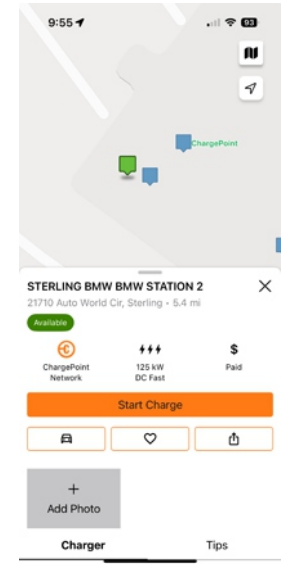 9:55
93
ChargePoint
STERLING BMW BMW STATION 2
21710 Auto World Cir, Sterling • 5.4 mi
Available
ChargePoint
Network
125 kW
DC Fast
$
Paid
Start Charge
+
Add Photo
Charger
Tips